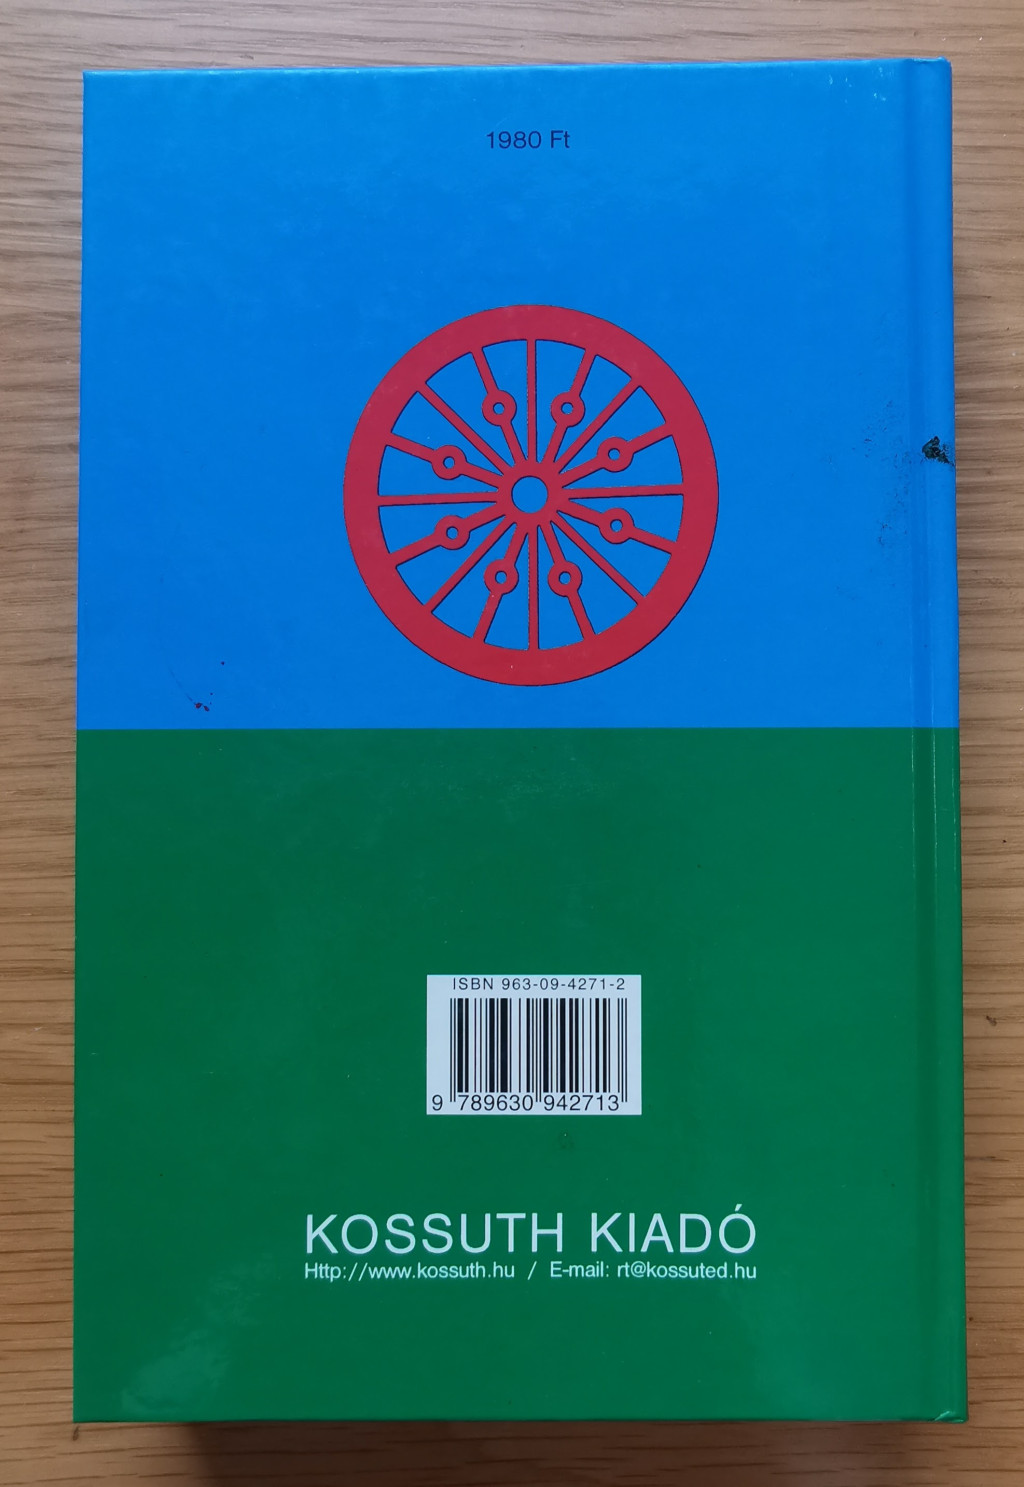 1980 Ft
ISBN 963-09-4271-2
9 789630 942713
KOSSUTH KIADÓ
Http://www.kossuth.hu / E-mail: rt@kossuted.hu